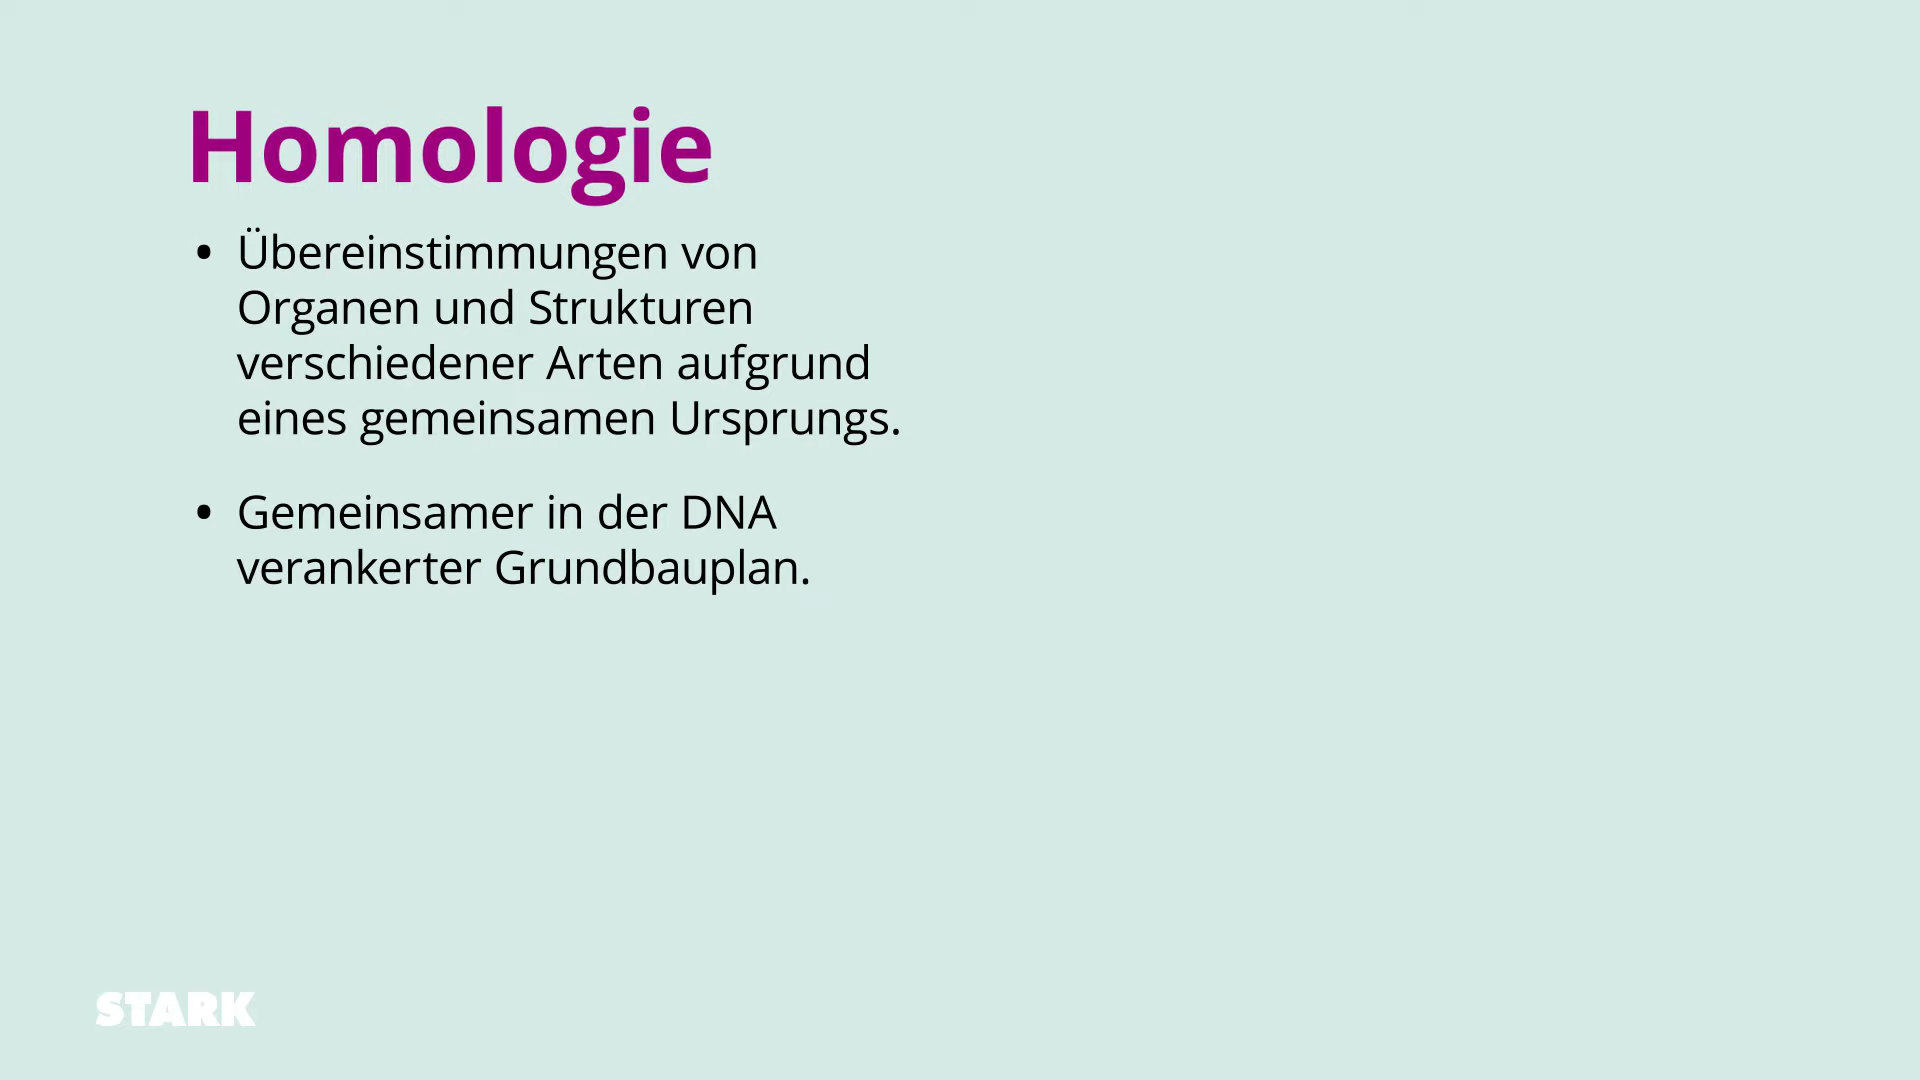 Homologie
• Übereinstimmungen von
Organen und Strukturen
verschiedener Arten aufgrund
eines gemeinsamen Ursprungs.
• Gemeinsamer in der DNA
verankerter Grundbauplan.
STARK